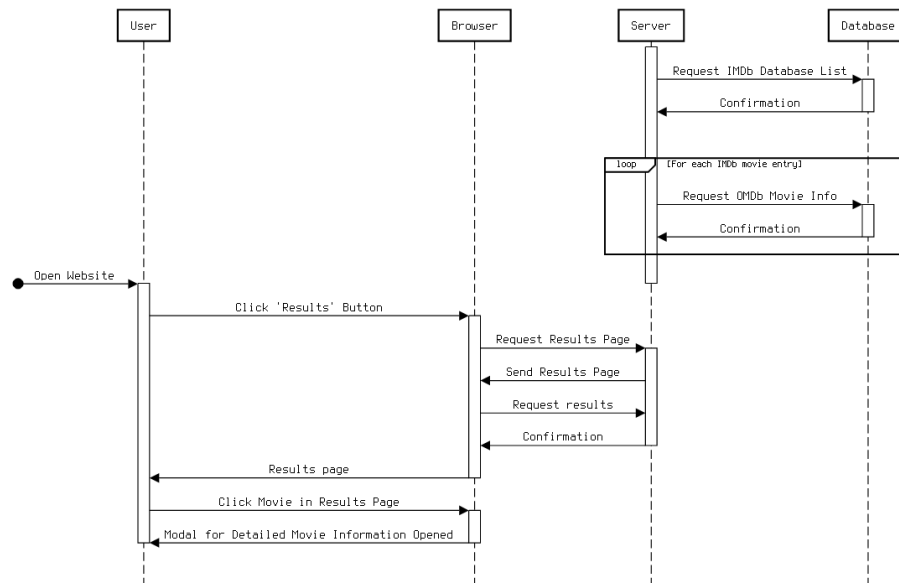 User
Browser
Server
Database
Request IMDb Database List
Confirmation
loop
[For each IMDb movie entry]
Request OMDb Movie Info
Confirmation
Open Website
Click 'Results' Button
Request Results Page
Send Results Page
Request results
Confirmation
Results page
Click Movie in Results Page
Modal for Detailed Movie Information Opened